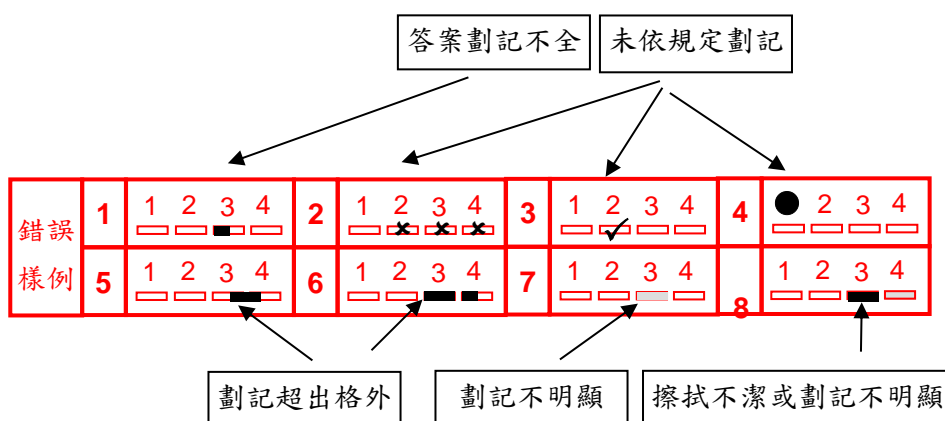 答案劃記不全 未依規定劃記
錯誤樣例
1 1 2 3 4 2 1 2 3 4 3 1 2 3 4 4 2 3 4
5 1 2 3 4 6 1 2 3 4 7 1 2 3 4 8 1 2 3 4
劃記超出格外 劃記不明顯 擦拭不潔或劃記不明顯